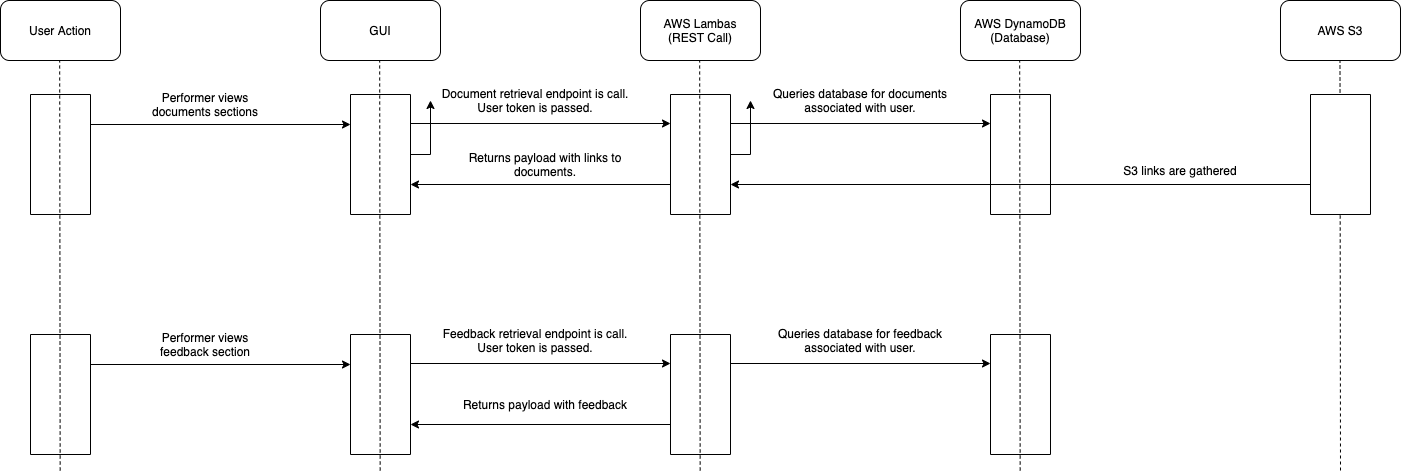 User Action
GUI
AWS Lambas
(REST Call)
AWS DynamoDB
(Database)
AWS S3
Performer views
documents sections
Document retrieval endpoint is call.
User token is passed.
Queries database for documents
associated with user.
Returns payload with links to
documents.
S3 links are gathered
Performer views
feedback section
Feedback retrieval endpoint is call.
User token is passed.
Queries database for feedback
associated with user.
Returns payload with feedback